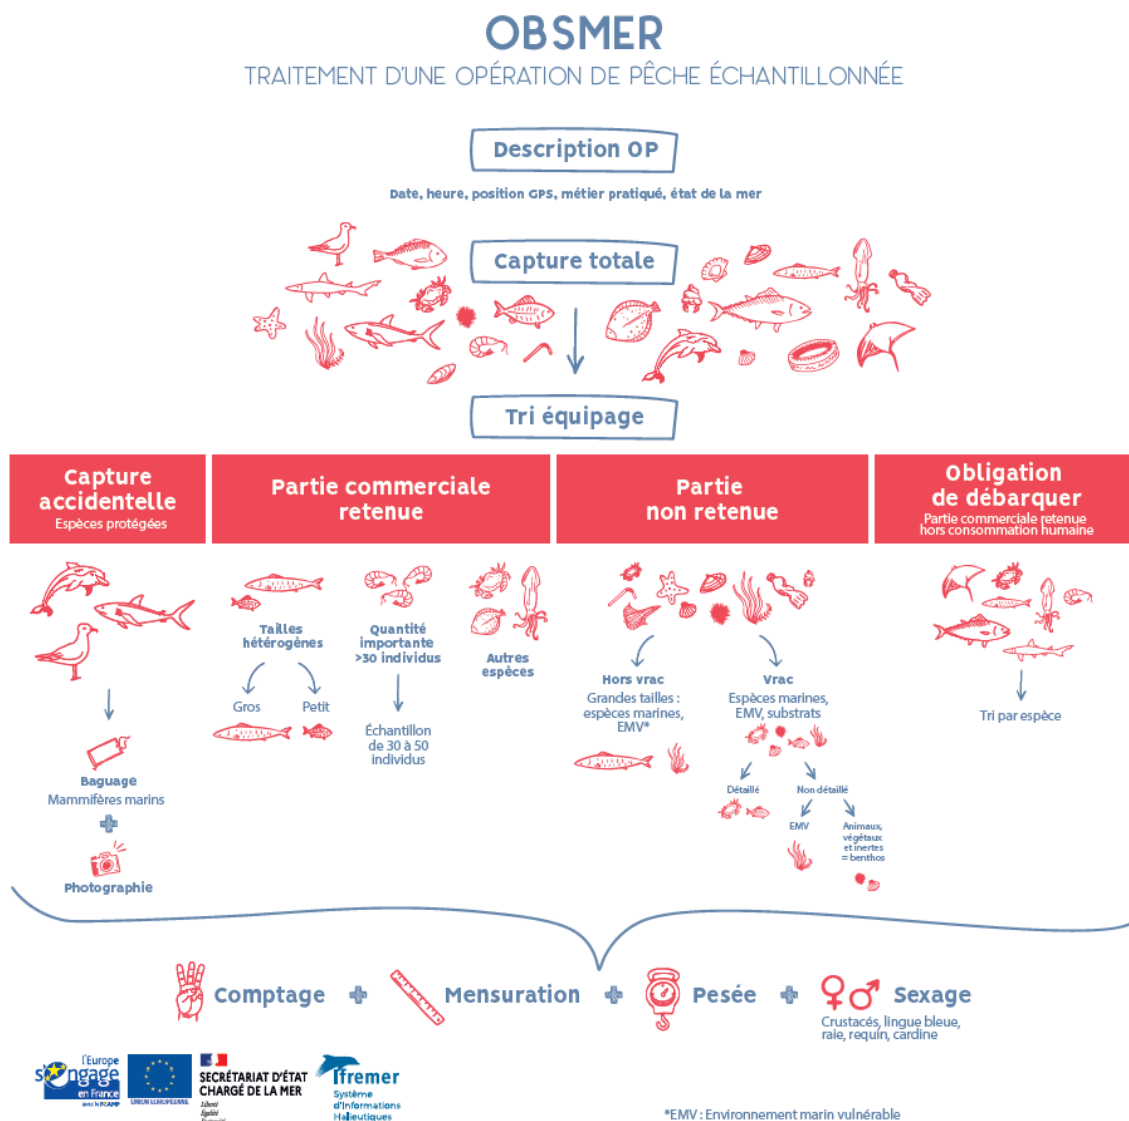 OBSMER
TRAITEMENT D'UNE OPÉRATION DE PÊCHE ÉCHANTILLONNÉE
Description OP
Date, heure, position GPS, métier pratiqué, état de la mer
Capture totale
Tri équipage
Capture
accidentelle
Espèces protégées
Partie commerciale
retenue
Partie
non retenue
Obligation
de débarquer
Partie commerciale retenue
hors consommation humaine
Tailles
hétérogènes
Gros
Petit
Quantité
importante
>30 individus
Échantillon
de 30 à 50
individus
Autres
espèces
Hors vrac
Grandes tailles :
espèces marines,
EMV*
Vrac
Espèces marines,
EMV, substrats
Détaillé
Non détaillé
EMV
Animaux,
végétaux
et inertes
= benthos
Tri par espèce
Baguage
Mammifères marins
Photographie
Comptage
Mensuration
Pesée
Sexage
Crustacés, lingue bleue,
raie, requin, cardine
l'Europe
s'engage
en France
avec le FEAMP
UNION EUROPÉENNE
SECRÉTARIAT D'ÉTAT
CHARGÉ DE LA MER
Liberté
Égalité
Ifremer
Système
d'Informations
Halieutiques
*EMV : Environnement marin vulnérable